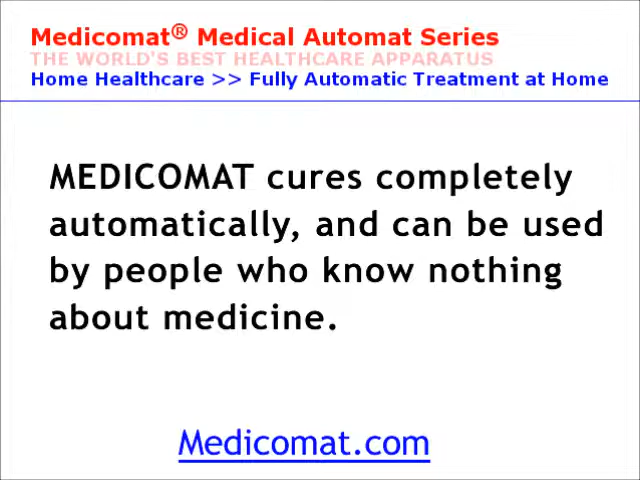 Medicomat® Medical Automat Series
THE WORLD'S BEST HEALTHCARE APPARATUS
Home Healthcare >> Fully Automatic Treatment at Home
MEDICOMAT cures completely
automatically, and can be used
by people who know nothing
about medicine.
Medicomat.com